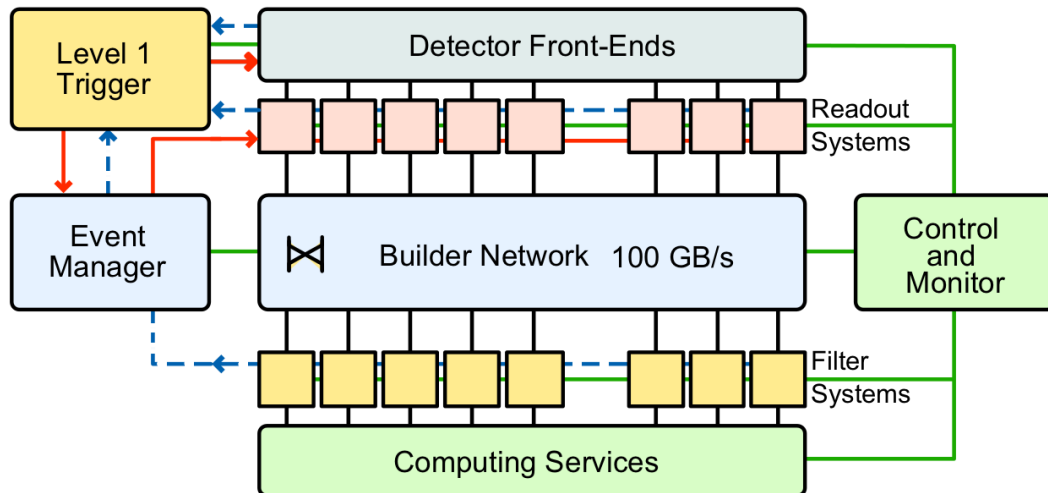 Level 1
Trigger
Detector Front-Ends
Readout
Systems
Event
Manager
Builder Network 100 GB/s
Control
and
Monitor
Filter
Systems
Computing Services